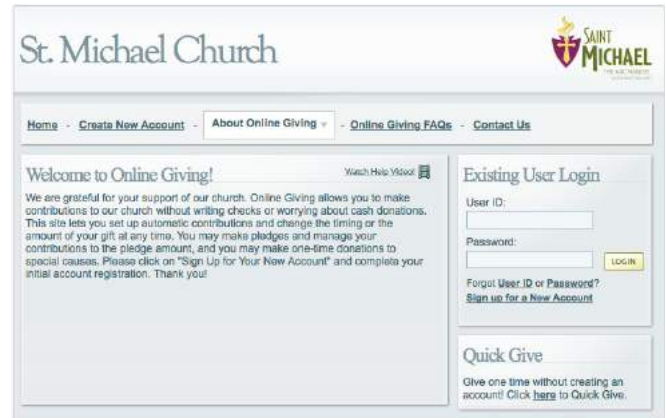 St. Michael Church
SAINT
MICHAEL
Home - Create New Account - About Online Giving - Online Giving FAQs - Contact Us
Welcome to Online Giving!
Watch Help Video!
We are grateful for your support of our church. Online Giving allows you to make
contributions to our church without writing checks or worrying about cash donations.
This site lets you set up automatic contributions and change the timing or the
amount of your gift at any time. You may make pledges and manage your
contributions to the pledge amount, and you may make one-time donations to
special causes. Please click on "Sign Up for Your New Account" and complete your
initial account registration. Thank you!
Existing User Login
User ID:
Password:
LOGIN
Forgot User ID or Password?
Sign up for a New Account
Quick Give
Give one time without creating an
account! Click here to Quick Give.